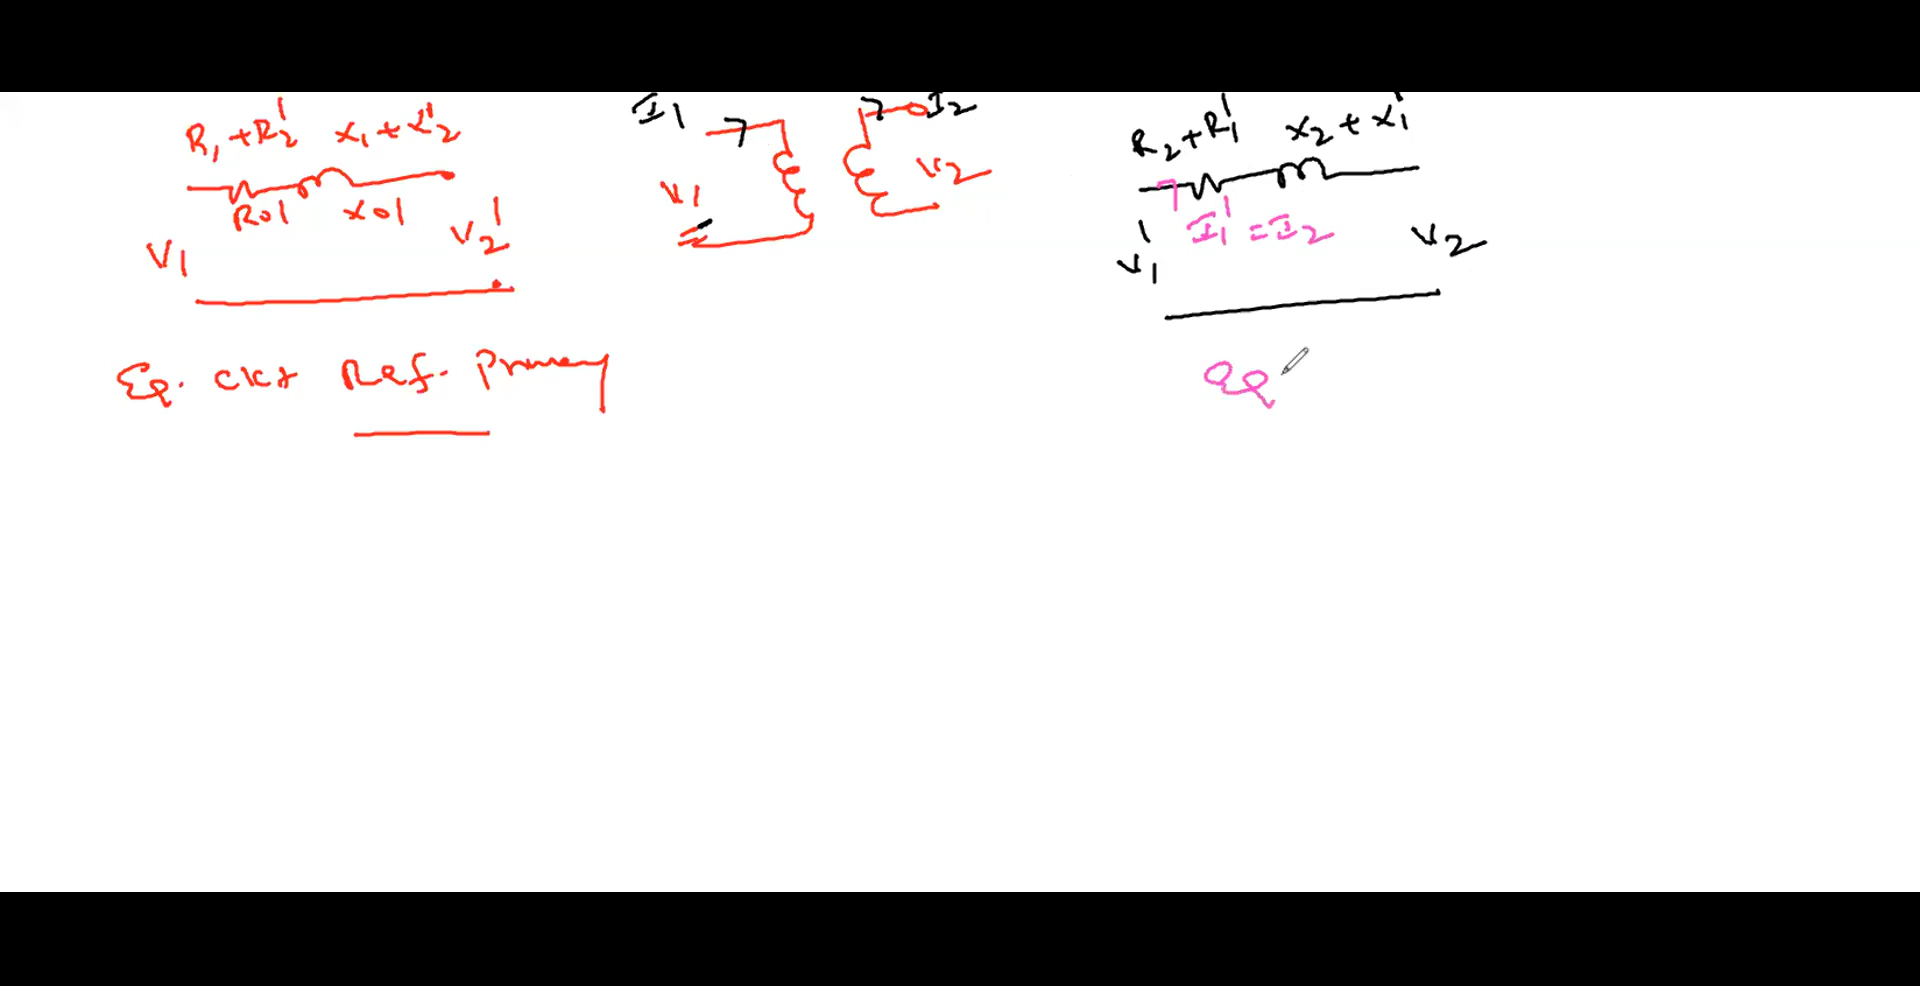 R1 + R2' x1 + x2'
R01 x01
V1 V2'
Eq. ckt Ref. Primary
I1 I2
V1 V2
R2 + R1' x2 + x1'
I1' = I2
V1' V2
eq